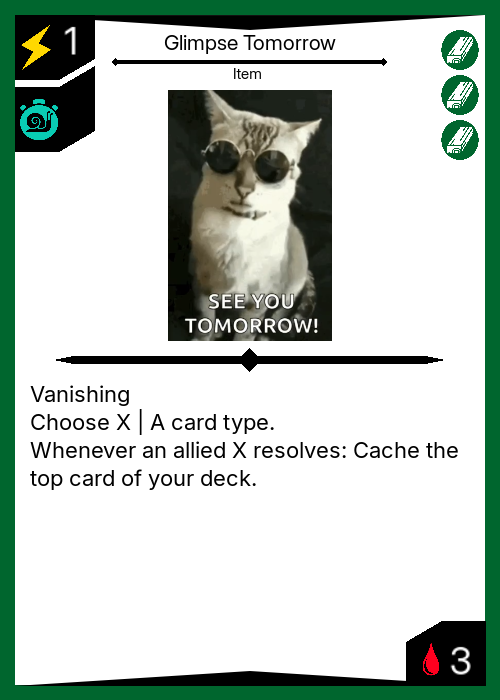 1
Glimpse Tomorrow
Item
SEE YOU
TOMORROW!
Vanishing
Choose X | A card type.
Whenever an allied X resolves: Cache the
top card of your deck.
3